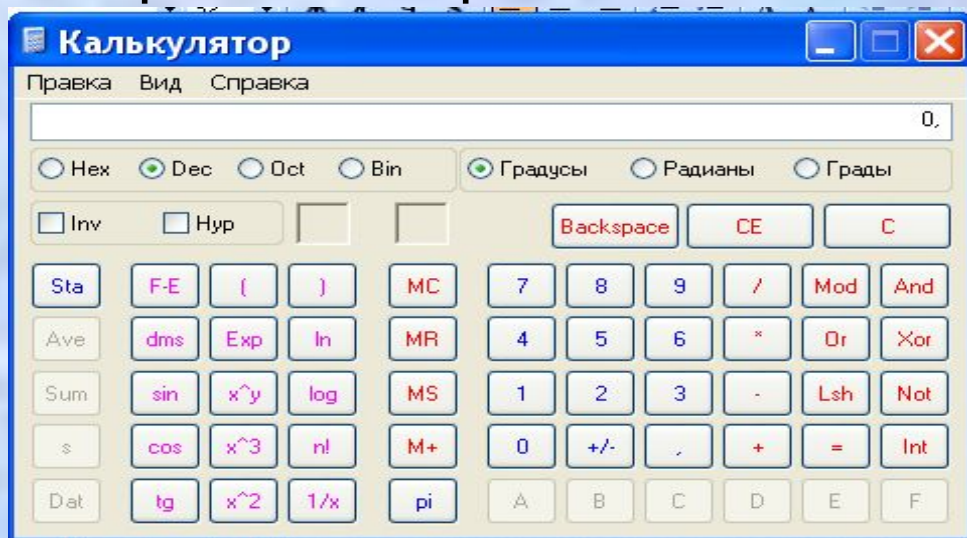 Калькулятор
Правка Вид Справка
0,
Hex Dec Oct Bin Градусы Радианы Грады
Inv Hyp Backspace CE C
Sta F-E ( ) MC 7 8 9 / Mod And
Ave dms Exp ln MR 4 5 6 * Or Xor
Sum sin x^y log MS 1 2 3 - Lsh Not
s cos x^3 n! M+ 0 +/- , + = Int
Dat tg x^2 1/x pi A B C D E F